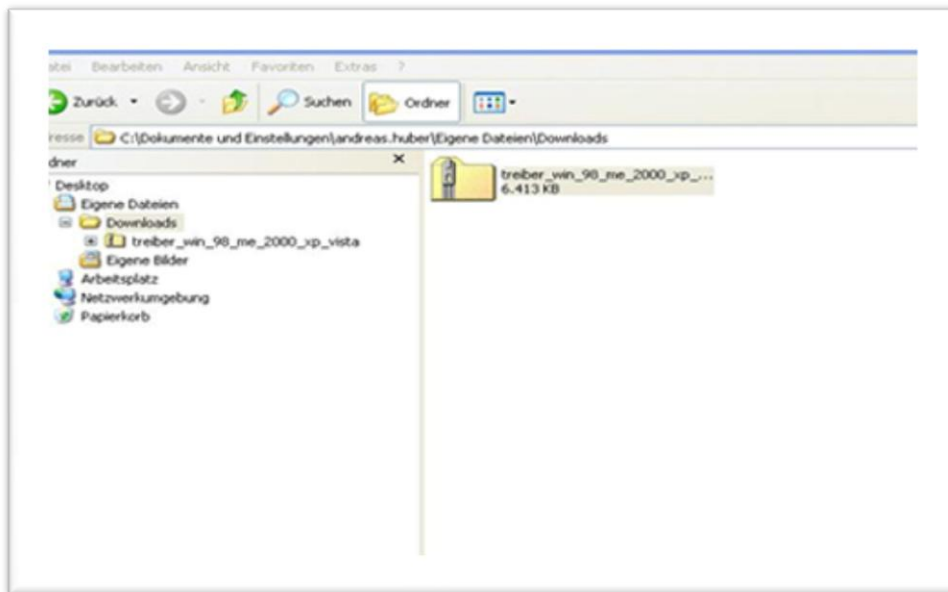 atei Bearbeiten Ansicht Favoriten Extras ?
Zurück Suchen Ordner
resse C:\Dokumente und Einstellungen\andreas.huber\Eigene Dateien\Downloads
dner
Desktop
Eigene Dateien
Downloads
treiber_win_98_me_2000_xp_vista
Eigene Bilder
Arbeitsplatz
Netzwerkumgebung
Papierkorb
treiber_win_98_me_2000_xp_...
6.413 KB